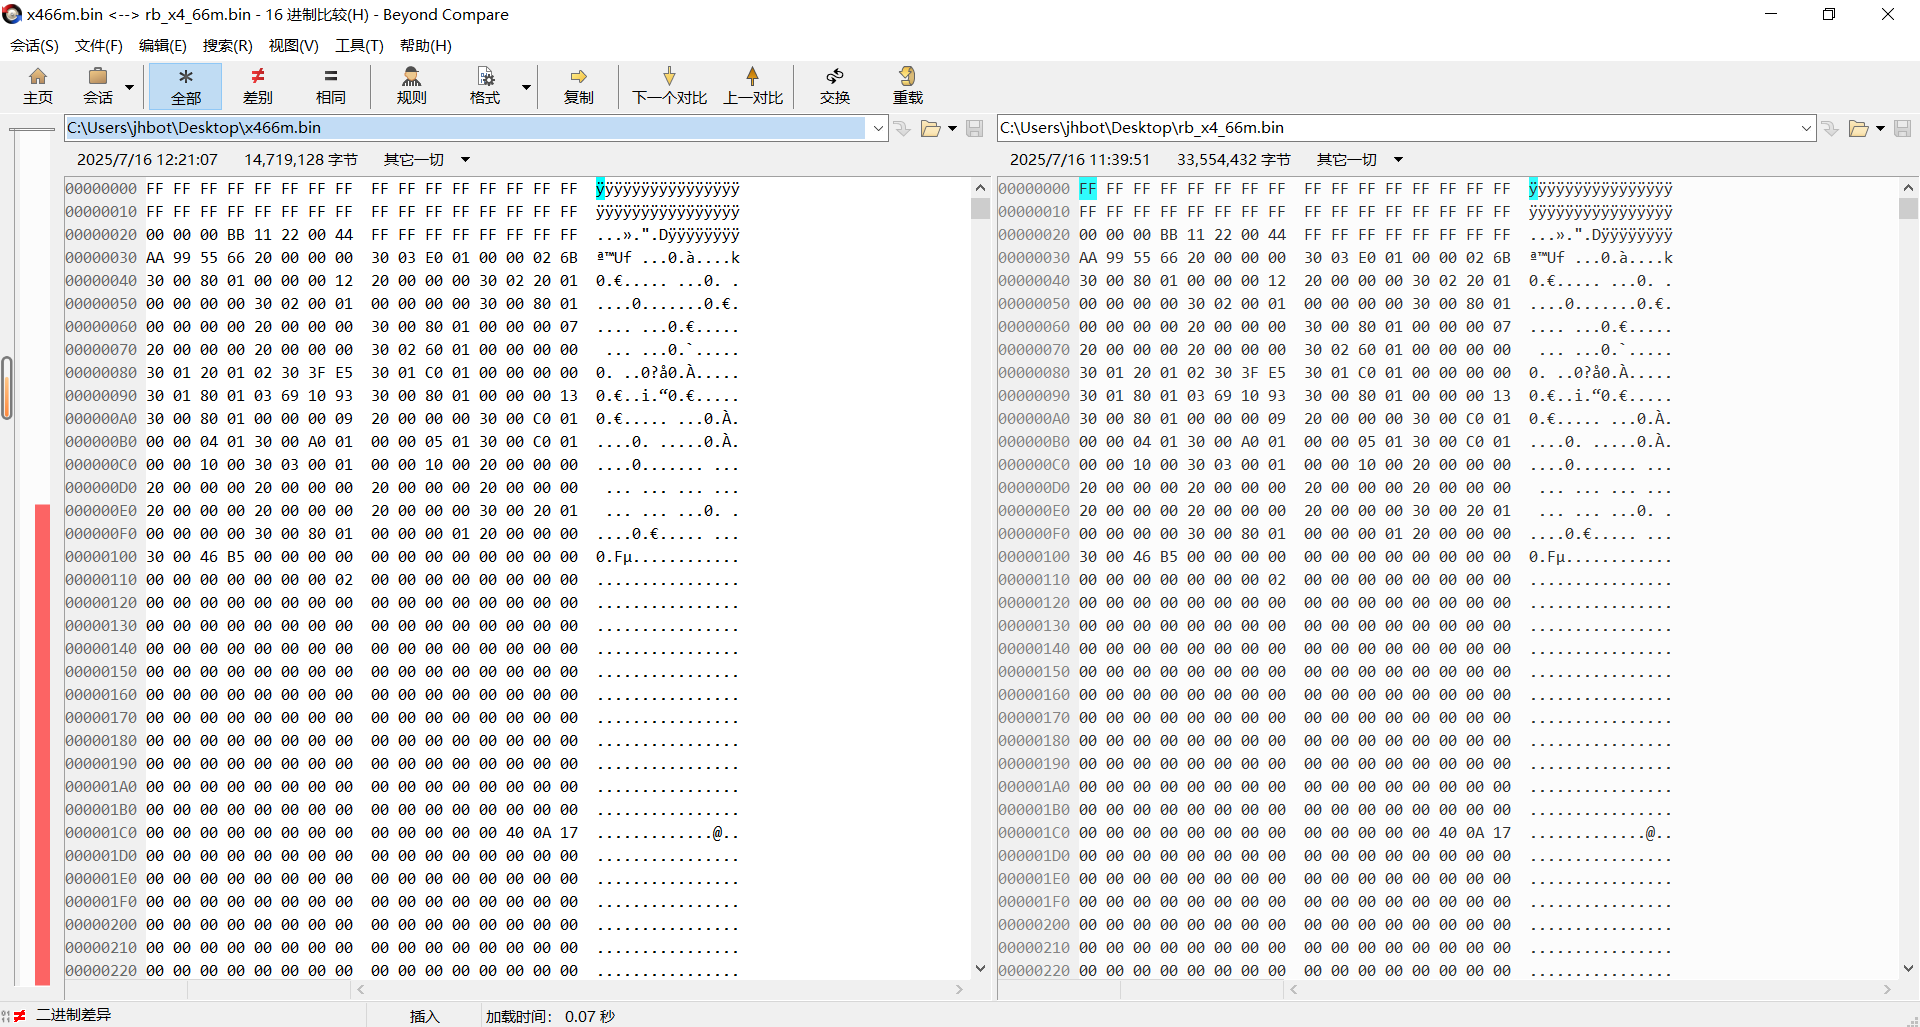 x466m.bin <--> rb_x4_66m.bin - 16 进制比较(H) - Beyond Compare
会话(S) 文件(F) 编辑(E) 搜索(R) 视图(V) 工具(T) 帮助(H)
主页 会话 全部 差别 相同 规则 格式 复制 下一个对比 上一对比 交换 重载
C:\Users\jhbot\Desktop\x466m.bin C:\Users\jhbot\Desktop\rb_x4_66m.bin
2025/7/16 12:21:07 14,719,128 字节 其它一切 2025/7/16 11:39:51 33,554,432 字节 其它一切
00000000 FF FF FF FF FF FF FF FF FF FF FF FF FF FF FF FF ÿÿÿÿÿÿÿÿÿÿÿÿÿÿÿÿ 00000000 FF FF FF FF FF FF FF FF FF FF FF FF FF FF FF FF ÿÿÿÿÿÿÿÿÿÿÿÿÿÿÿÿ
00000010 FF FF FF FF FF FF FF FF FF FF FF FF FF FF FF FF ÿÿÿÿÿÿÿÿÿÿÿÿÿÿÿÿ 00000010 FF FF FF FF FF FF FF FF FF FF FF FF FF FF FF FF ÿÿÿÿÿÿÿÿÿÿÿÿÿÿÿÿ
00000020 00 00 00 BB 11 22 00 44 FF FF FF FF FF FF FF FF ...».".Dÿÿÿÿÿÿÿÿ 00000020 00 00 00 BB 11 22 00 44 FF FF FF FF FF FF FF FF ...».".Dÿÿÿÿÿÿÿÿ
00000030 AA 99 55 66 20 00 00 00 30 03 E0 01 00 00 02 6B ª™Uf ...0.à....k 00000030 AA 99 55 66 20 00 00 00 30 03 E0 01 00 00 02 6B ª™Uf ...0.à....k
00000040 30 00 80 01 00 00 00 12 20 00 00 00 30 02 20 01 0.€..... ...0. . 00000040 30 00 80 01 00 00 00 12 20 00 00 00 30 02 20 01 0.€..... ...0. .
00000050 00 00 00 00 30 02 00 01 00 00 00 00 30 00 80 01 ....0.......0.€. 00000050 00 00 00 00 30 02 00 01 00 00 00 00 30 00 80 01 ....0.......0.€.
00000060 00 00 00 00 20 00 00 00 30 00 80 01 00 00 00 07 .... ...0.€..... 00000060 00 00 00 00 20 00 00 00 30 00 80 01 00 00 00 07 .... ...0.€.....
00000070 20 00 00 00 20 00 00 00 30 02 60 01 00 00 00 00 ... ...0.`..... 00000070 20 00 00 00 20 00 00 00 30 02 60 01 00 00 00 00 ... ...0.`.....
00000080 30 01 20 01 02 30 3F E5 30 01 C0 01 00 00 00 00 0. ..0?å0.À..... 00000080 30 01 20 01 02 30 3F E5 30 01 C0 01 00 00 00 00 0. ..0?å0.À.....
00000090 30 01 80 01 03 69 10 93 30 00 80 01 00 00 00 13 0.€..i.“0.€..... 00000090 30 01 80 01 03 69 10 93 30 00 80 01 00 00 00 13 0.€..i.“0.€.....
000000A0 30 00 80 01 00 00 00 09 20 00 00 00 30 00 C0 01 0.€..... ...0.À. 000000A0 30 00 80 01 00 00 00 09 20 00 00 00 30 00 C0 01 0.€..... ...0.À.
000000B0 00 00 04 01 30 00 A0 01 00 00 05 01 30 00 C0 01 ....0. .....0.À. 000000B0 00 00 04 01 30 00 A0 01 00 00 05 01 30 00 C0 01 ....0. .....0.À.
000000C0 00 00 10 00 30 03 00 01 00 00 10 00 20 00 00 00 ....0....... ... 000000C0 00 00 10 00 30 03 00 01 00 00 10 00 20 00 00 00 ....0....... ...
000000D0 20 00 00 00 20 00 00 00 20 00 00 00 20 00 00 00 ... ... ... ... 000000D0 20 00 00 00 20 00 00 00 20 00 00 00 20 00 00 00 ... ... ... ...
000000E0 20 00 00 00 20 00 00 00 20 00 00 00 30 00 20 01 ... ... ...0. . 000000E0 20 00 00 00 20 00 00 00 20 00 00 00 30 00 20 01 ... ... ...0. .
000000F0 00 00 00 00 30 00 80 01 00 00 00 01 20 00 00 00 ....0.€..... ... 000000F0 00 00 00 00 30 00 80 01 00 00 00 01 20 00 00 00 ....0.€..... ...
00000100 30 00 46 B5 00 00 00 00 00 00 00 00 00 00 00 00 0.Fµ............ 00000100 30 00 46 B5 00 00 00 00 00 00 00 00 00 00 00 00 0.Fµ............
00000110 00 00 00 00 00 00 00 02 00 00 00 00 00 00 00 00 ................ 00000110 00 00 00 00 00 00 00 02 00 00 00 00 00 00 00 00 ................
00000120 00 00 00 00 00 00 00 00 00 00 00 00 00 00 00 00 ................ 00000120 00 00 00 00 00 00 00 00 00 00 00 00 00 00 00 00 ................
00000130 00 00 00 00 00 00 00 00 00 00 00 00 00 00 00 00 ................ 00000130 00 00 00 00 00 00 00 00 00 00 00 00 00 00 00 00 ................
00000140 00 00 00 00 00 00 00 00 00 00 00 00 00 00 00 00 ................ 00000140 00 00 00 00 00 00 00 00 00 00 00 00 00 00 00 00 ................
00000150 00 00 00 00 00 00 00 00 00 00 00 00 00 00 00 00 ................ 00000150 00 00 00 00 00 00 00 00 00 00 00 00 00 00 00 00 ................
00000160 00 00 00 00 00 00 00 00 00 00 00 00 00 00 00 00 ................ 00000160 00 00 00 00 00 00 00 00 00 00 00 00 00 00 00 00 ................
00000170 00 00 00 00 00 00 00 00 00 00 00 00 00 00 00 00 ................ 00000170 00 00 00 00 00 00 00 00 00 00 00 00 00 00 00 00 ................
00000180 00 00 00 00 00 00 00 00 00 00 00 00 00 00 00 00 ................ 00000180 00 00 00 00 00 00 00 00 00 00 00 00 00 00 00 00 ................
00000190 00 00 00 00 00 00 00 00 00 00 00 00 00 00 00 00 ................ 00000190 00 00 00 00 00 00 00 00 00 00 00 00 00 00 00 00 ................
000001A0 00 00 00 00 00 00 00 00 00 00 00 00 00 00 00 00 ................ 000001A0 00 00 00 00 00 00 00 00 00 00 00 00 00 00 00 00 ................
000001B0 00 00 00 00 00 00 00 00 00 00 00 00 00 00 00 00 ................ 000001B0 00 00 00 00 00 00 00 00 00 00 00 00 00 00 00 00 ................
000001C0 00 00 00 00 00 00 00 00 00 00 00 00 00 40 0A 17 .............@.. 000001C0 00 00 00 00 00 00 00 00 00 00 00 00 00 40 0A 17 .............@..
000001D0 00 00 00 00 00 00 00 00 00 00 00 00 00 00 00 00 ................ 000001D0 00 00 00 00 00 00 00 00 00 00 00 00 00 00 00 00 ................
000001E0 00 00 00 00 00 00 00 00 00 00 00 00 00 00 00 00 ................ 000001E0 00 00 00 00 00 00 00 00 00 00 00 00 00 00 00 00 ................
000001F0 00 00 00 00 00 00 00 00 00 00 00 00 00 00 00 00 ................ 000001F0 00 00 00 00 00 00 00 00 00 00 00 00 00 00 00 00 ................
00000200 00 00 00 00 00 00 00 00 00 00 00 00 00 00 00 00 ................ 00000200 00 00 00 00 00 00 00 00 00 00 00 00 00 00 00 00 ................
00000210 00 00 00 00 00 00 00 00 00 00 00 00 00 00 00 00 ................ 00000210 00 00 00 00 00 00 00 00 00 00 00 00 00 00 00 00 ................
00000220 00 00 00 00 00 00 00 00 00 00 00 00 00 00 00 00 ................ 00000220 00 00 00 00 00 00 00 00 00 00 00 00 00 00 00 00 ................
二进制差异 插入 加载时间: 0.07 秒